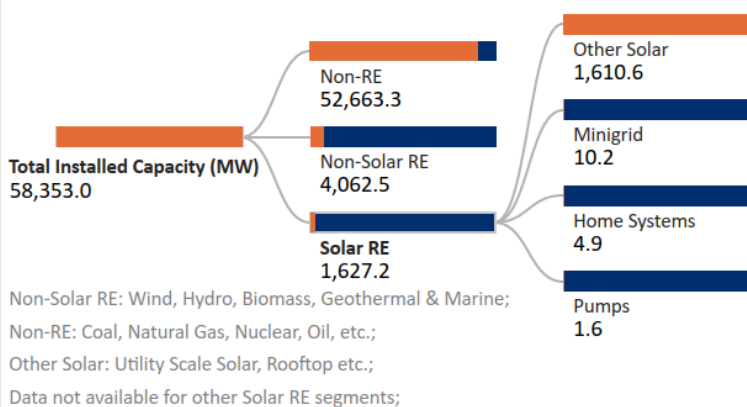 Total Installed Capacity (MW)
58,353.0
Non-RE
52,663.3
Non-Solar RE
4,062.5
Solar RE
1,627.2
Other Solar
1,610.6
Minigrid
10.2
Home Systems
4.9
Pumps
1.6
Non-Solar RE: Wind, Hydro, Biomass, Geothermal & Marine;
Non-RE: Coal, Natural Gas, Nuclear, Oil, etc.;
Other Solar: Utility Scale Solar, Rooftop etc.;
Data not available for other Solar RE segments;